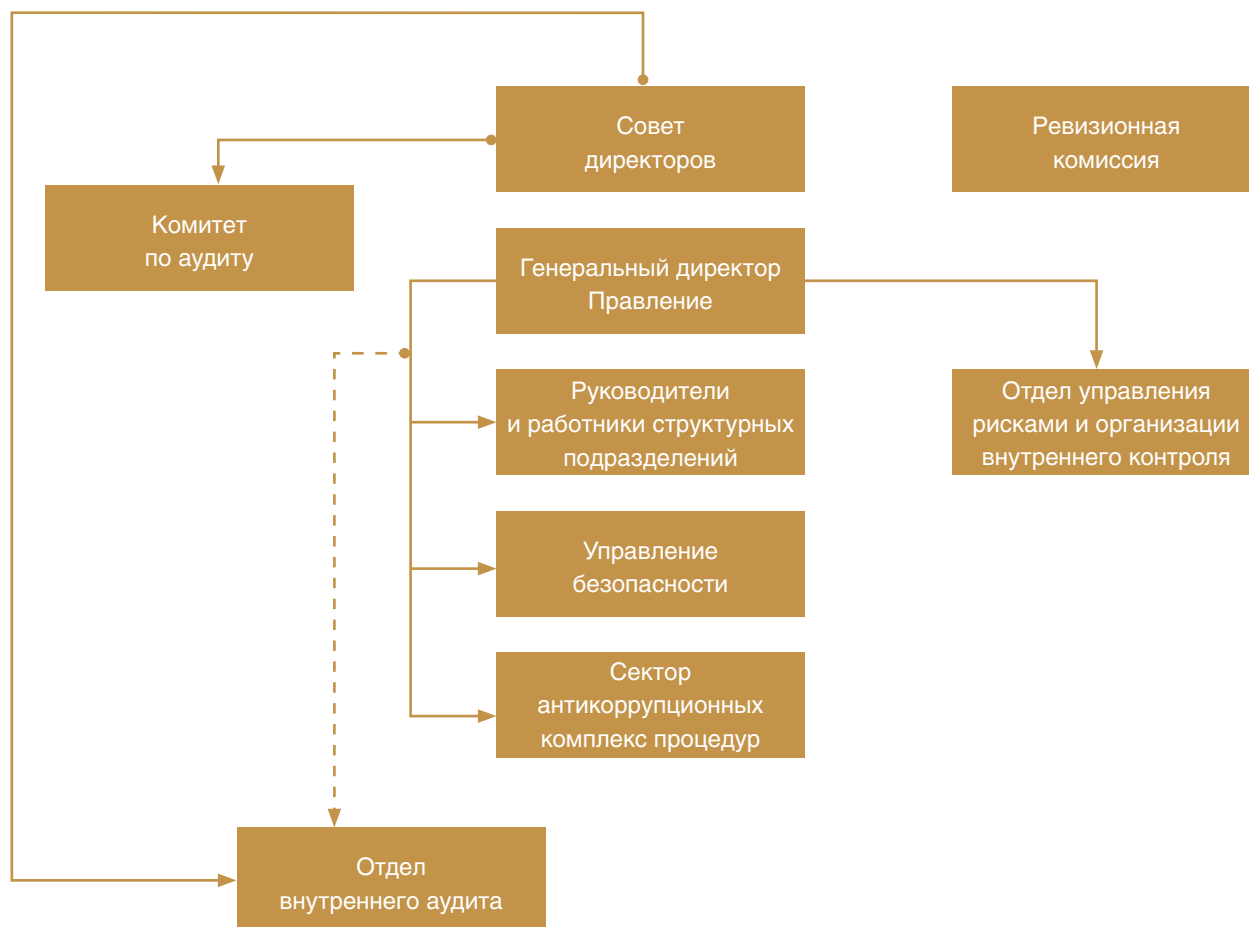 Совет
директоров
Ревизионная
комиссия
Комитет
по аудиту
Генеральный директор
Правление
Руководители
и работники структурных
подразделений
Отдел управления
рисками и организации
внутреннего контроля
Управление
безопасности
Сектор
антикоррупционных
комплекс процедур
Отдел
внутреннего аудита